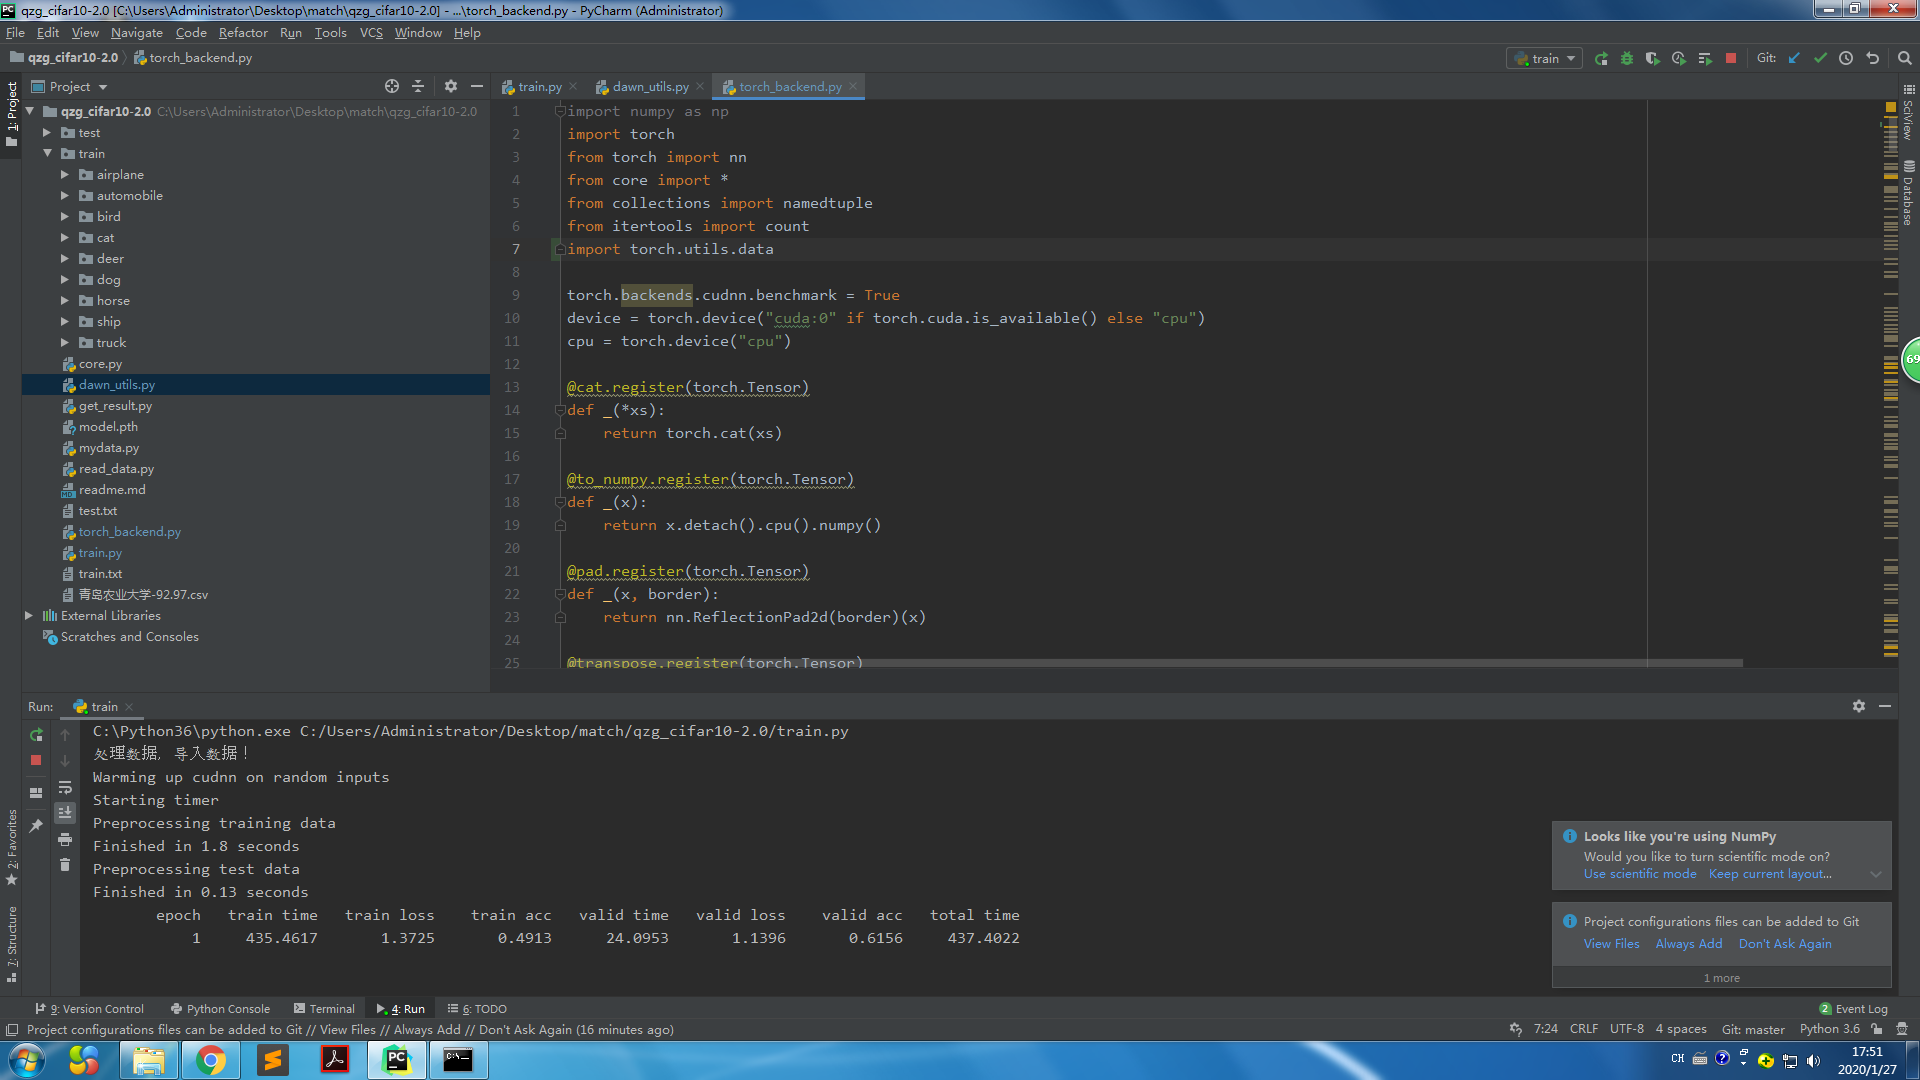 qzg_cifar10-2.0 [C:\Users\Administrator\Desktop\match\qzg_cifar10-2.0] - ...\torch_backend.py - PyCharm (Administrator)
File Edit View Navigate Code Refactor Run Tools VCS Window Help
qzg_cifar10-2.0 torch_backend.py
train Git:
Project
train.py dawn_utils.py torch_backend.py
1: Project
qzg_cifar10-2.0 C:\Users\Administrator\Desktop\match\qzg_cifar10-2.0
test
train
airplane
automobile
bird
cat
deer
dog
horse
ship
truck
core.py
dawn_utils.py
get_result.py
model.pth
mydata.py
read_data.py
readme.md
test.txt
torch_backend.py
train.py
train.txt
青岛农业大学-92.97.csv
External Libraries
Scratches and Consoles
1 import numpy as np
2 import torch
3 from torch import nn
4 from core import *
5 from collections import namedtuple
6 from itertools import count
7 import torch.utils.data
8
9 torch.backends.cudnn.benchmark = True
10 device = torch.device("cuda:0" if torch.cuda.is_available() else "cpu")
11 cpu = torch.device("cpu")
12
13 @cat.register(torch.Tensor)
14 def _(*xs):
15 return torch.cat(xs)
16
17 @to_numpy.register(torch.Tensor)
18 def _(x):
19 return x.detach().cpu().numpy()
20
21 @pad.register(torch.Tensor)
22 def _(x, border):
23 return nn.ReflectionPad2d(border)(x)
24
25 @transpose.register(torch.Tensor)
SciView
Database
69
Run: train
C:\Python36\python.exe C:/Users/Administrator/Desktop/match/qzg_cifar10-2.0/train.py
处理数据，导入数据！
Warming up cudnn on random inputs
Starting timer
Preprocessing training data
Finished in 1.8 seconds
Preprocessing test data
Finished in 0.13 seconds
epoch train time train loss train acc valid time valid loss valid acc total time
1 435.4617 1.3725 0.4913 24.0953 1.1396 0.6156 437.4022
2: Favorites
7: Structure
Looks like you're using NumPy
Would you like to turn scientific mode on?
Use scientific mode Keep current layout...
Project configurations files can be added to Git
View Files Always Add Don't Ask Again
1 more
9: Version Control Python Console Terminal 4: Run 6: TODO 2 Event Log
Project configurations files can be added to Git // View Files // Always Add // Don't Ask Again (16 minutes ago) 7:24 CRLF UTF-8 4 spaces Git: master Python 3.6
CH 17:51
2020/1/27